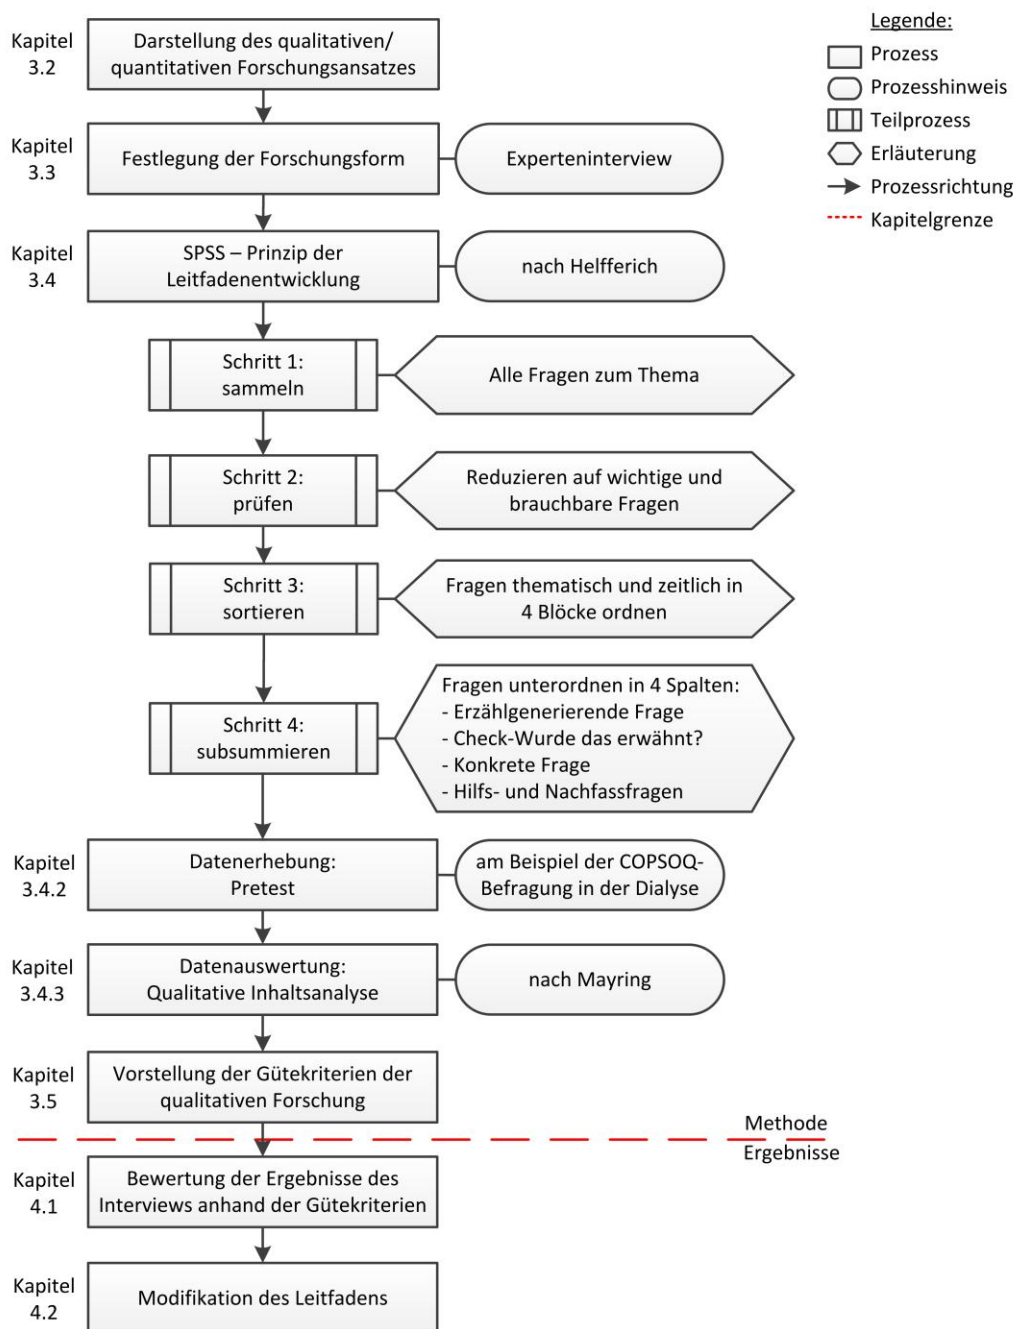 Kapitel
3.2
Darstellung des qualitativen/
quantitativen Forschungsansatzes
Legende:
Prozess
Prozesshinweis
Teilprozess
Erläuterung
Prozessrichtung
Kapitelgrenze
Kapitel
3.3
Festlegung der Forschungsform
Experteninterview
Kapitel
3.4
SPSS – Prinzip der
Leitfadenentwicklung
nach Helfferich
Schritt 1:
sammeln
Alle Fragen zum Thema
Schritt 2:
prüfen
Reduzieren auf wichtige und
brauchbare Fragen
Schritt 3:
sortieren
Fragen thematisch und zeitlich in
4 Blöcke ordnen
Schritt 4:
subsummieren
Fragen unterordnen in 4 Spalten:
- Erzählgenerierende Frage
- Check-Wurde das erwähnt?
- Konkrete Frage
- Hilfs- und Nachfassfragen
Kapitel
3.4.2
Datenerhebung:
Pretest
am Beispiel der COPSOQ-
Befragung in der Dialyse
Kapitel
3.4.3
Datenauswertung:
Qualitative Inhaltsanalyse
nach Mayring
Kapitel
3.5
Vorstellung der Gütekriterien der
qualitativen Forschung
Methode
Ergebnisse
Kapitel
4.1
Bewertung der Ergebnisse des
Interviews anhand der Gütekriterien
Kapitel
4.2
Modifikation des Leitfadens